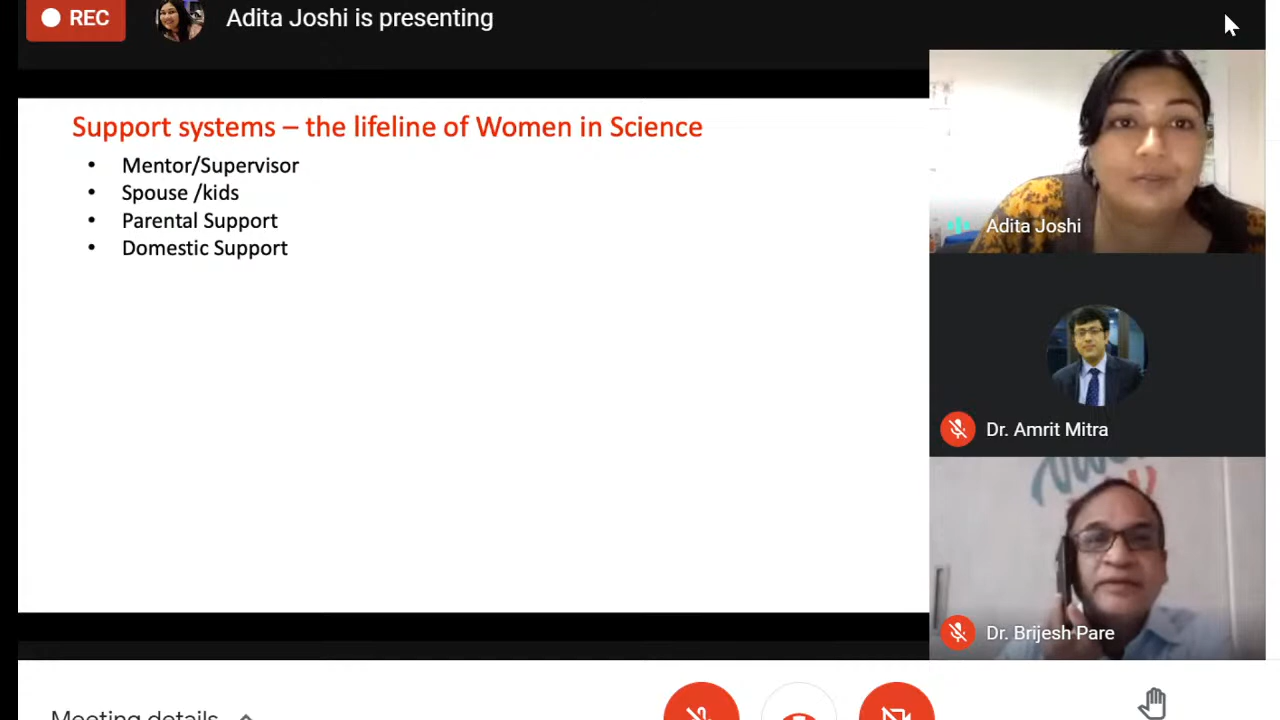 REC
Adita Joshi is presenting
Support systems – the lifeline of Women in Science
• Mentor/Supervisor
• Spouse /kids
• Parental Support
• Domestic Support
Adita Joshi
Dr. Amrit Mitra
Dr. Brijesh Pare
Meeting details